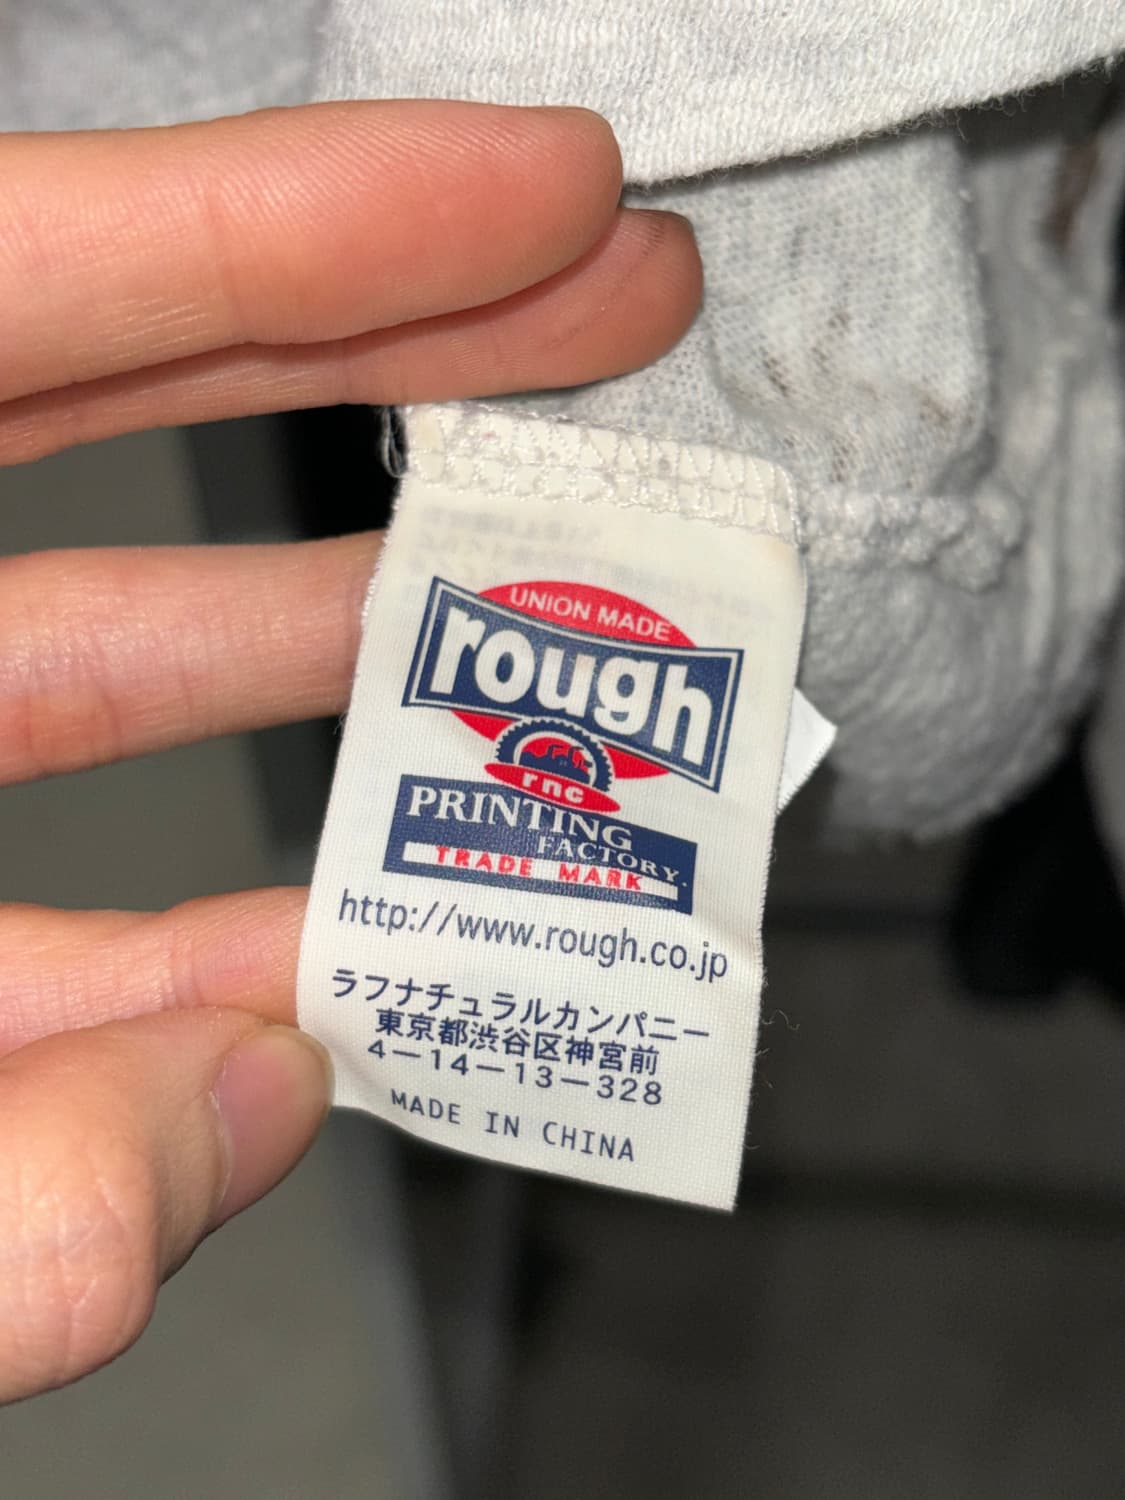 UNION MADE
rough
rnc
PRINTING
FACTORY.
TRADE MARK
http://www.rough.co.jp
ラフナチュラルカンパニー
東京都渋谷区神宮前
4－14－13－328
MADE IN CHINA